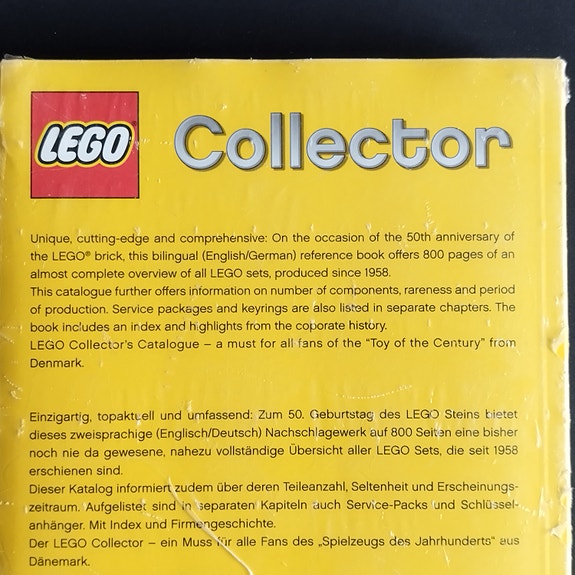 LEGO Collector
Unique, cutting-edge and comprehensive: On the occasion of the 50th anniversary of
the LEGO® brick, this bilingual (English/German) reference book offers 800 pages of an
almost complete overview of all LEGO sets, produced since 1958.
This catalogue further offers information on number of components, rareness and period
of production. Service packages and keyrings are also listed in separate chapters. The
book includes an index and highlights from the coporate history.
LEGO Collector's Catalogue – a must for all fans of the "Toy of the Century" from
Denmark.
Einzigartig, topaktuell und umfassend: Zum 50. Geburtstag des LEGO Steins bietet
dieses zweisprachige (Englisch/Deutsch) Nachschlagewerk auf 800 Seiten eine bisher
noch nie da gewesene, nahezu vollständige Übersicht aller LEGO Sets, die seit 1958
erschienen sind.
Dieser Katalog informiert zudem über deren Teileanzahl, Seltenheit und Erscheinungs-
zeitraum. Aufgelistet sind in separaten Kapiteln auch Service-Packs und Schlüssel-
anhänger. Mit Index und Firmengeschichte.
Der LEGO Collector – ein Muss für alle Fans des „Spielzeugs des Jahrhunderts" aus
Dänemark.